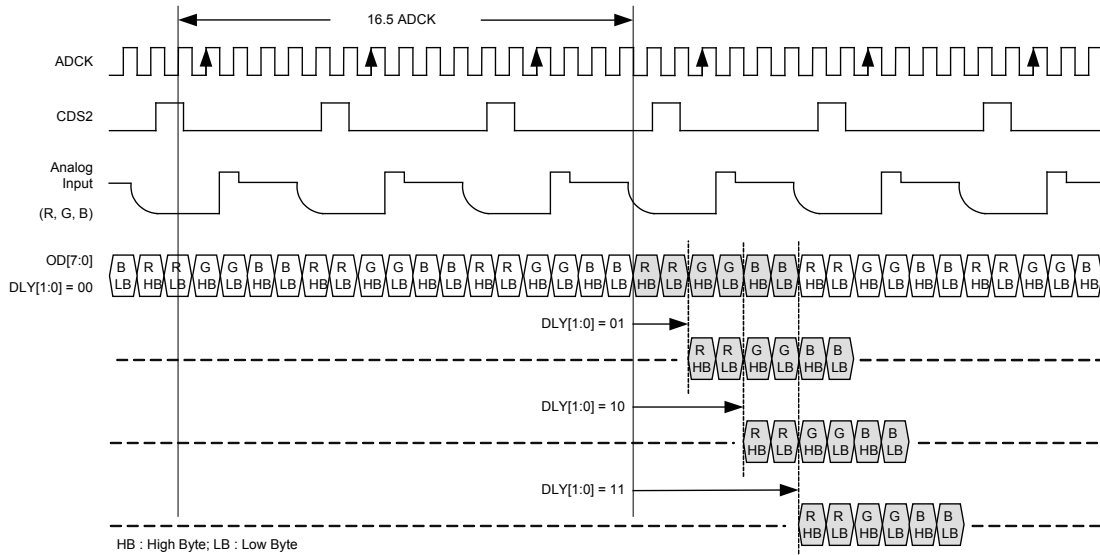 16.5 ADCK
ADCK
CDS2
Analog
Input
(R, G, B)
OD[7:0]
B R R G G B B R R G G B B R R G G B B R R G G B B R R G G B B R R G G B
DLY[1:0] = 00
LB HB LB HB LB HB LB HB LB HB LB HB LB HB LB HB LB HB LB HB LB HB LB HB LB HB LB HB LB HB LB HB LB HB LB HB
DLY[1:0] = 01
R R G G B B
HB LB HB LB HB LB
DLY[1:0] = 10
R R G G B B
HB LB HB LB HB LB
DLY[1:0] = 11
R R G G B B
HB LB HB LB HB LB
HB : High Byte; LB : Low Byte